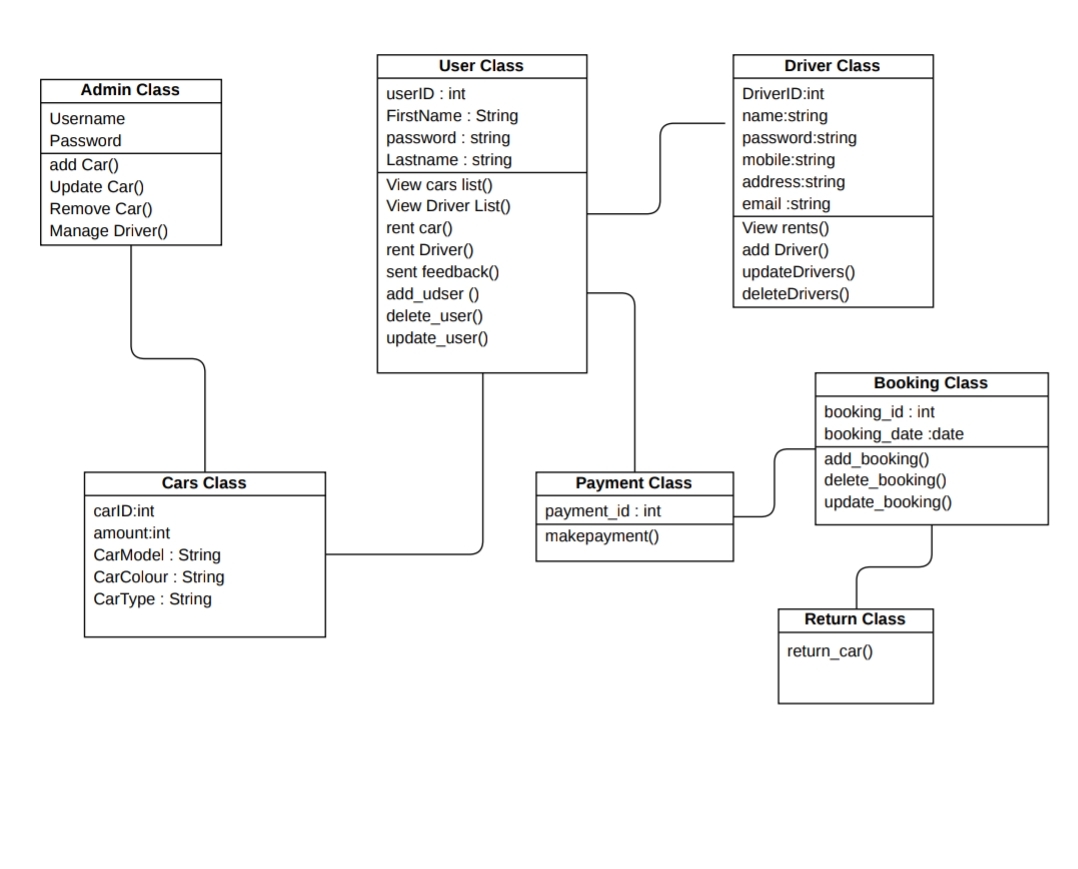 Admin Class
Username
Password
add Car()
Update Car()
Remove Car()
Manage Driver()
User Class
userID : int
FirstName : String
password : string
Lastname : string
View cars list()
View Driver List()
rent car()
rent Driver()
sent feedback()
add_udser ()
delete_user()
update_user()
Driver Class
DriverID:int
name:string
password:string
mobile:string
address:string
email :string
View rents()
add Driver()
updateDrivers()
deleteDrivers()
Cars Class
carID:int
amount:int
CarModel : String
CarColour : String
CarType : String
Payment Class
payment_id : int
makepayment()
Booking Class
booking_id : int
booking_date :date
add_booking()
delete_booking()
update_booking()
Return Class
return_car()